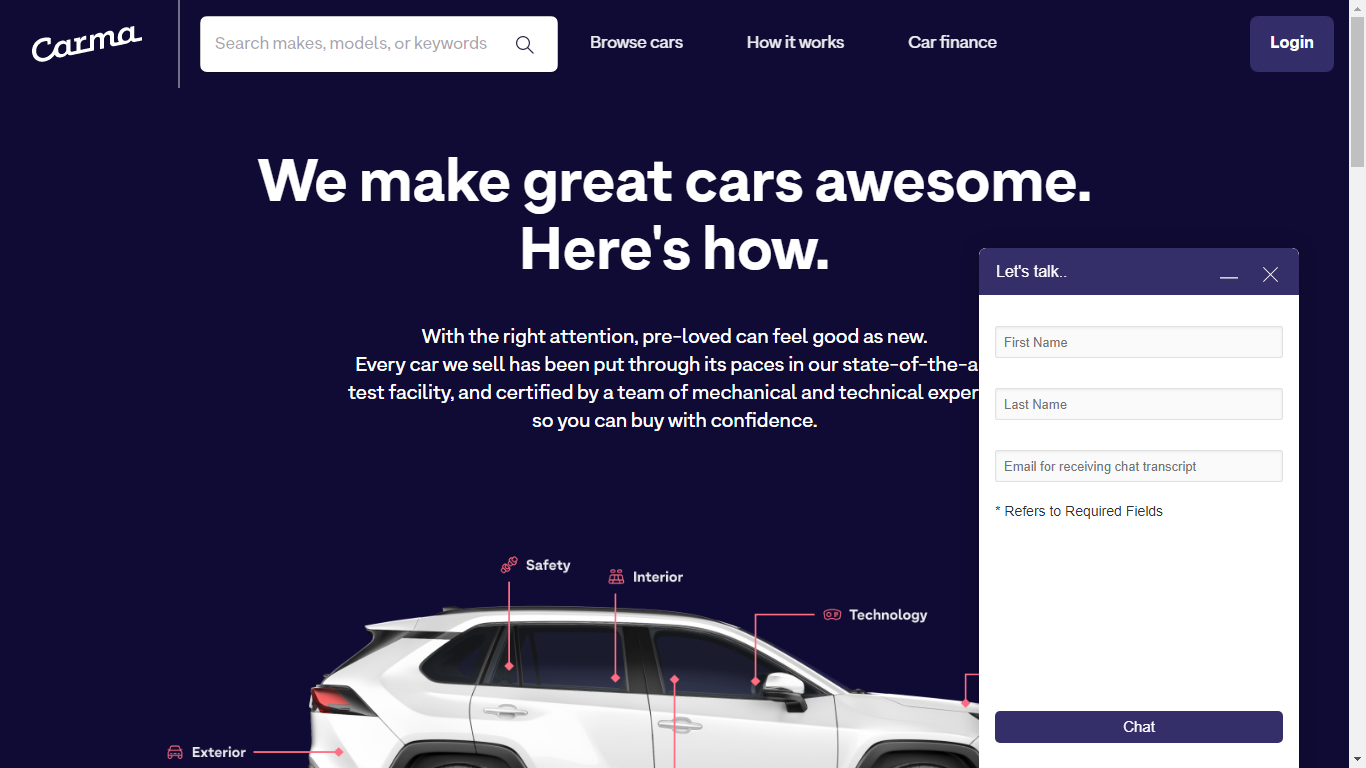 Carma
Search makes, models, or keywords
Browse cars
How it works
Car finance
Login
We make great cars awesome.
Here's how.
With the right attention, pre-loved can feel good as new.
Every car we sell has been put through its paces in our state-of-the-a
test facility, and certified by a team of mechanical and technical exper
so you can buy with confidence.
Let's talk..
First Name
Last Name
Email for receiving chat transcript
* Refers to Required Fields
Chat
Safety
Interior
Technology
Exterior